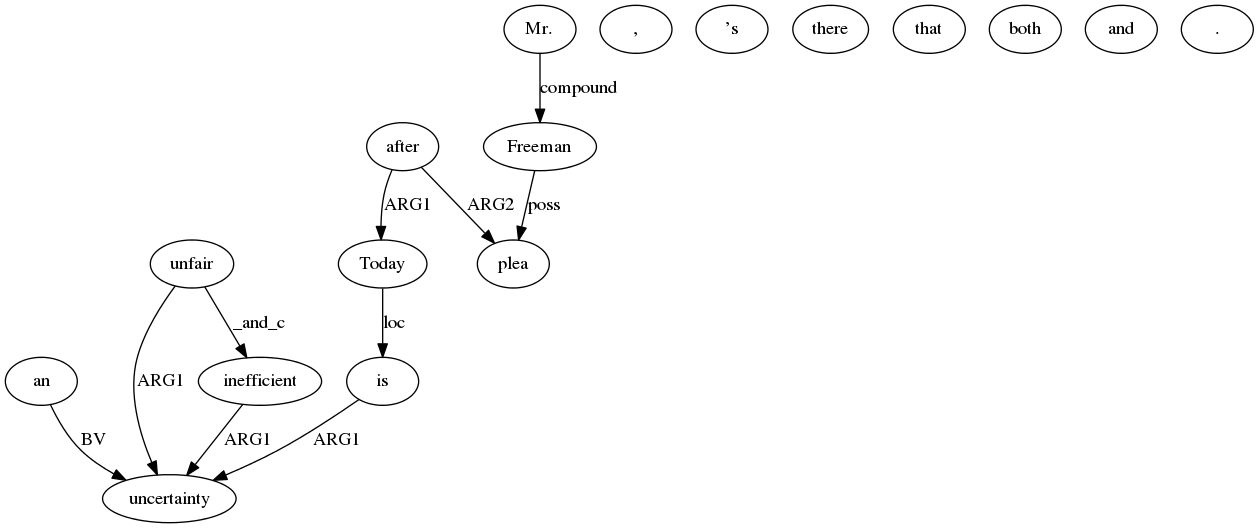 Mr. , 's there that both and .
compound
after Freeman
ARG1 ARG2 poss
unfair Today plea
_and_c loc
an ARG1 inefficient is
BV ARG1 ARG1
uncertainty